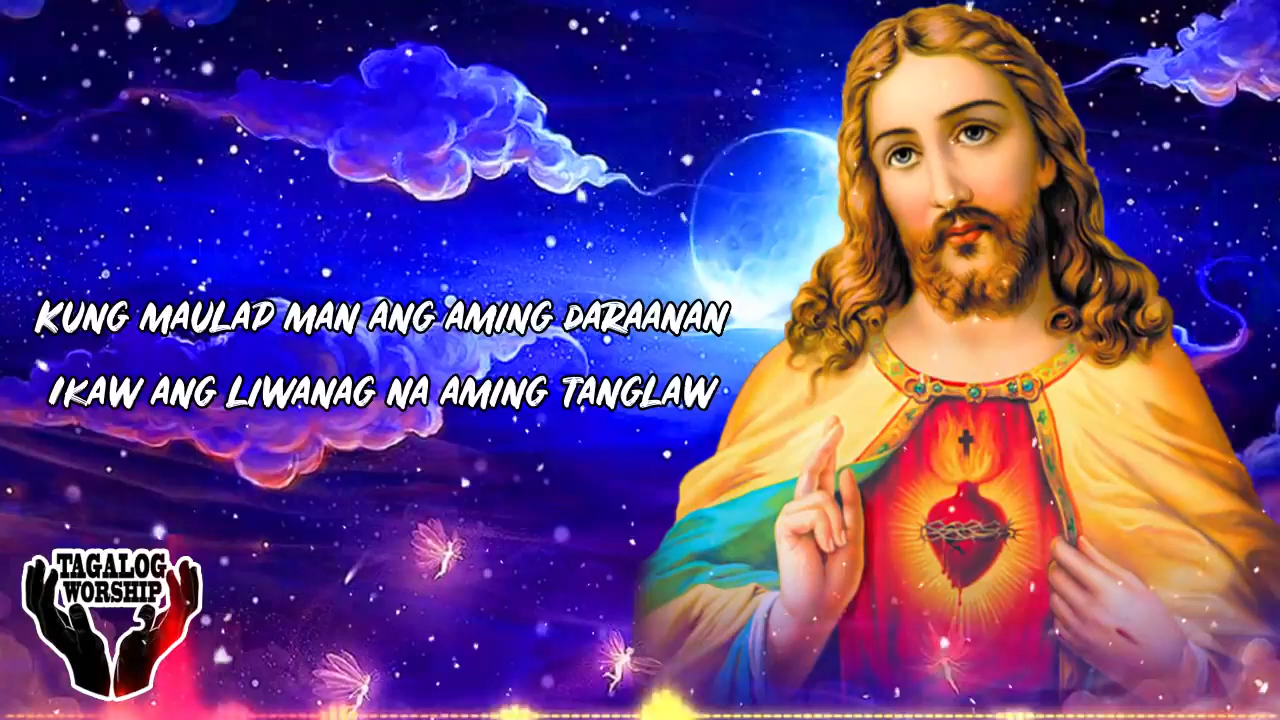 KUNG MAULAP MAN ANG AMING DARAANAN
IKAW ANG LIWANAG NA AMING TANGLAW
TAGALOG
WORSHIP